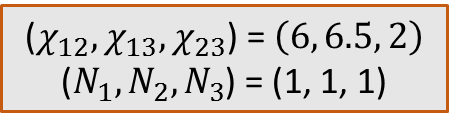 (χ₁₂, χ₁₃, χ₂₃) = (6, 6.5, 2)
(N₁, N₂, N₃) = (1, 1, 1)